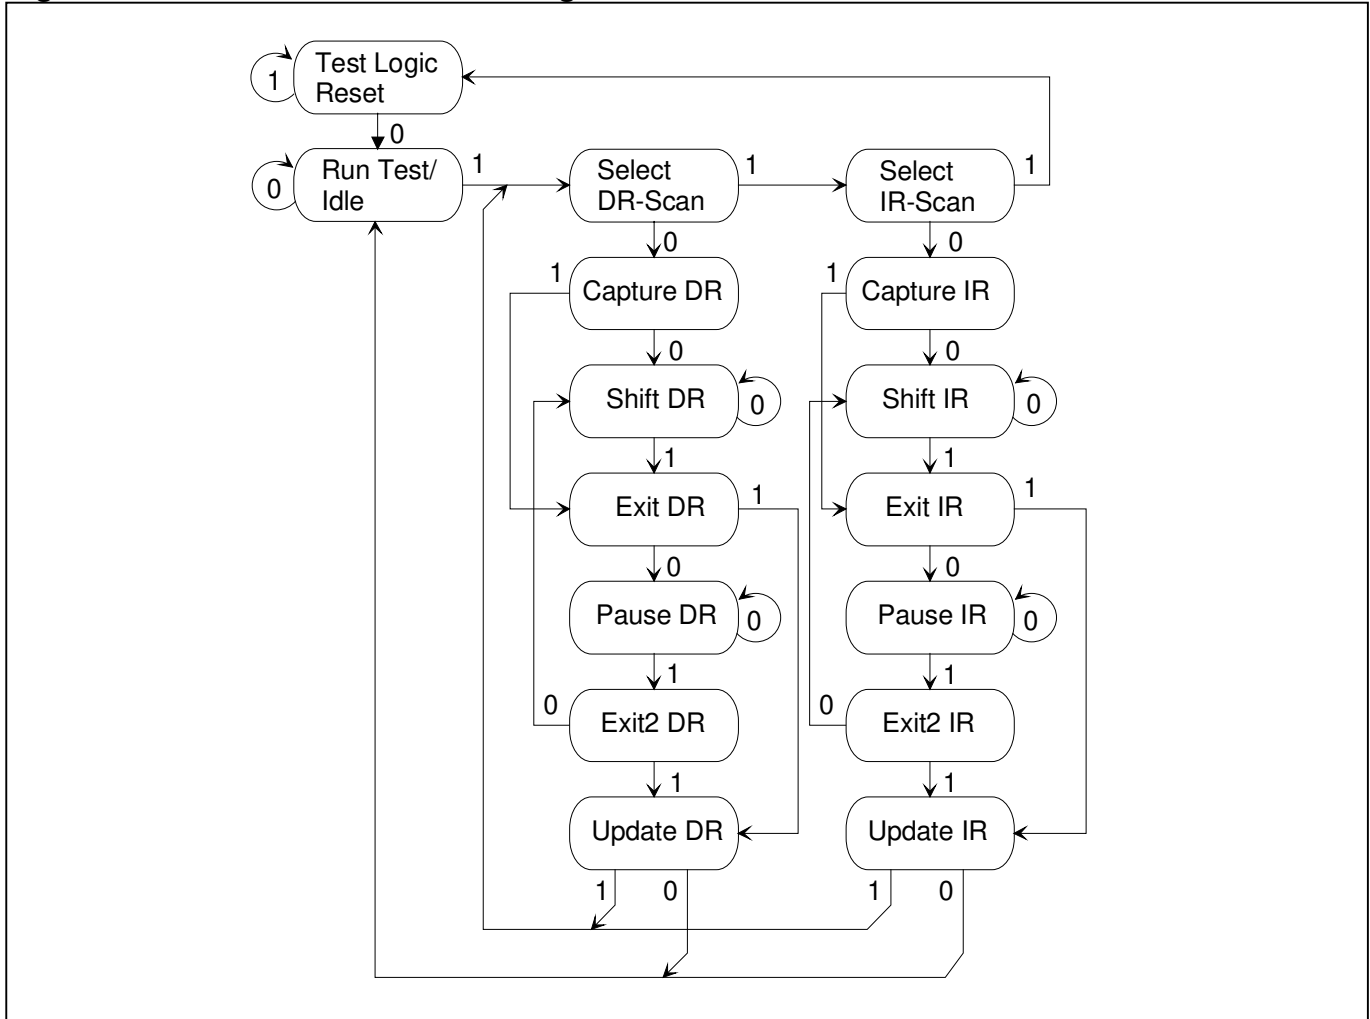 Test Logic
Reset
1
0
Run Test/
Idle
0
1
Select
DR-Scan
1
Select
IR-Scan
1
0
0
1
Capture DR
1
Capture IR
0
0
Shift DR
0
Shift IR
0
1
1
Exit DR
1
Exit IR
1
0
0
Pause DR
0
Pause IR
0
1
1
0
Exit2 DR
0
Exit2 IR
1
1
Update DR
Update IR
1
0
1
0